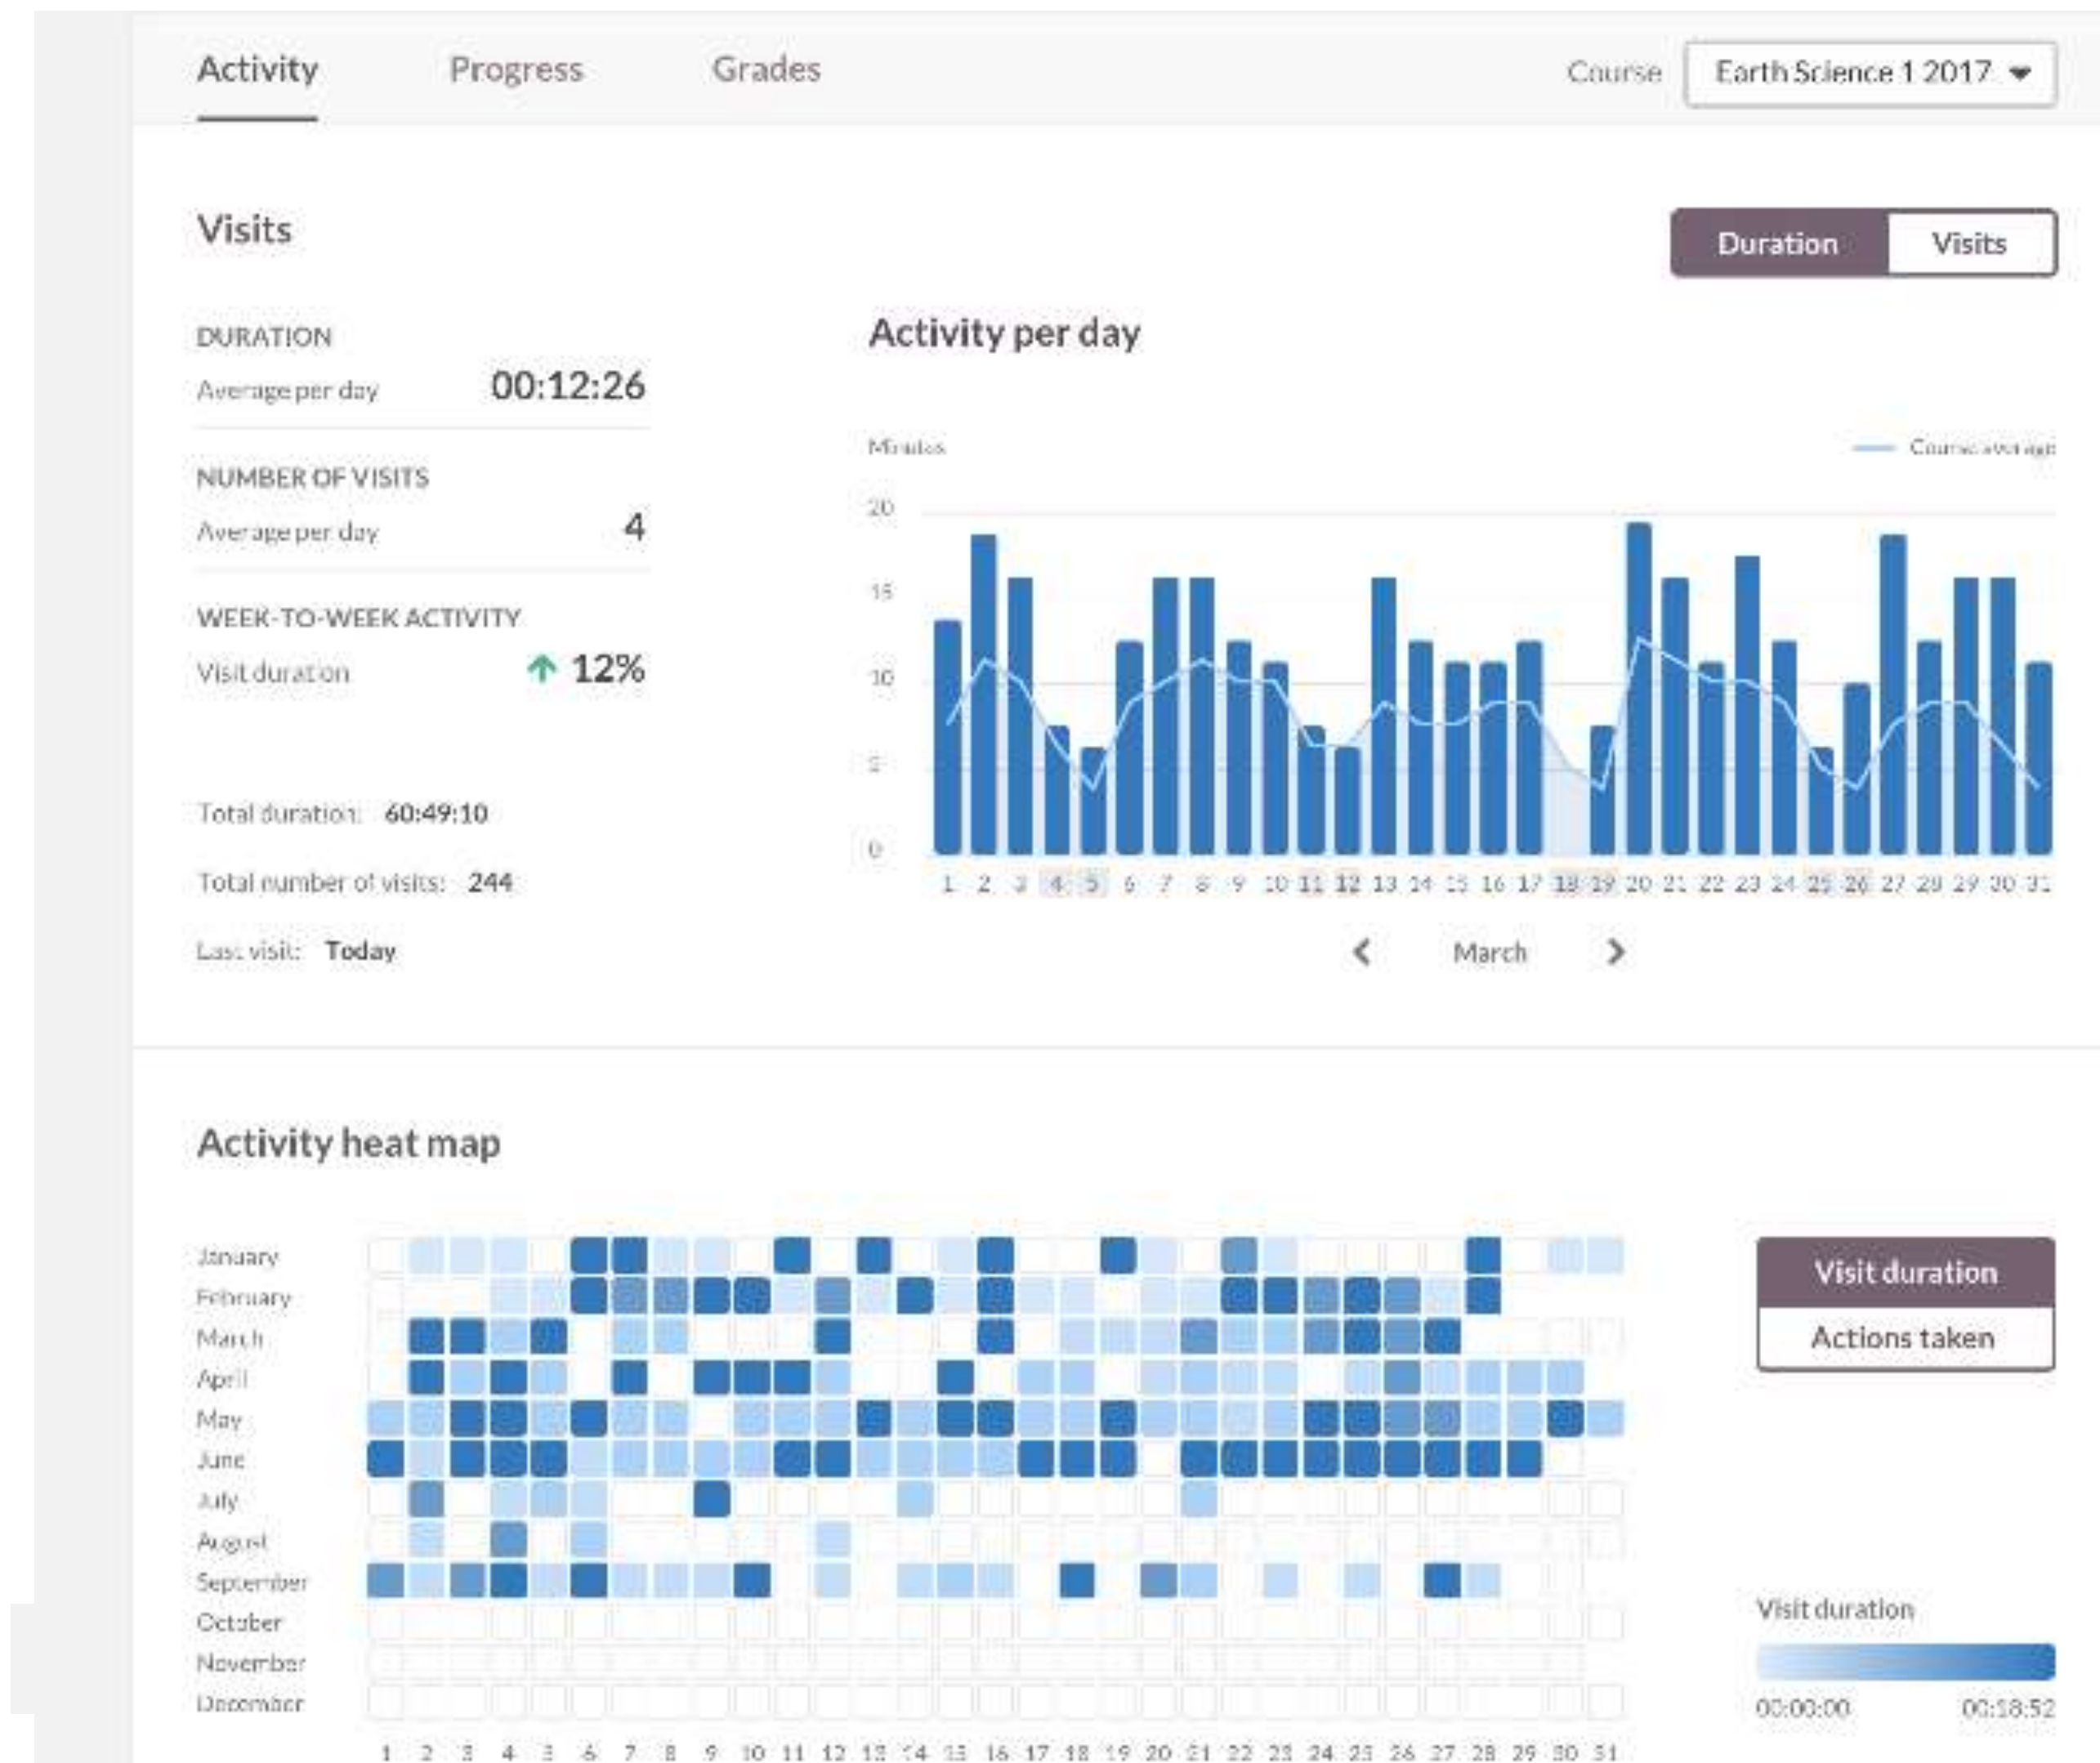 Activity Progress Grades Course Earth Science 1 2017
Visits
Duration Visits
DURATION
Average per day 00:12:26
NUMBER OF VISITS
Average per day 4
WEEK-TO-WEEK ACTIVITY
Visit duration 12%
Total duration: 60:49:10
Total number of visits: 244
Last visit: Today
Activity per day
Minutes Course average
20
15
10
5
0
1 2 3 4 5 6 7 8 9 10 11 12 13 14 15 16 17 18 19 20 21 22 23 24 25 26 27 28 29 30 31
March
Activity heat map
January
February
March
April
May
June
July
August
September
October
November
December
1 2 3 4 5 6 7 8 9 10 11 12 13 14 15 16 17 18 19 20 21 22 23 24 25 26 27 28 29 30 31
Visit duration
Actions taken
Visit duration
00:00:00 00:18:52